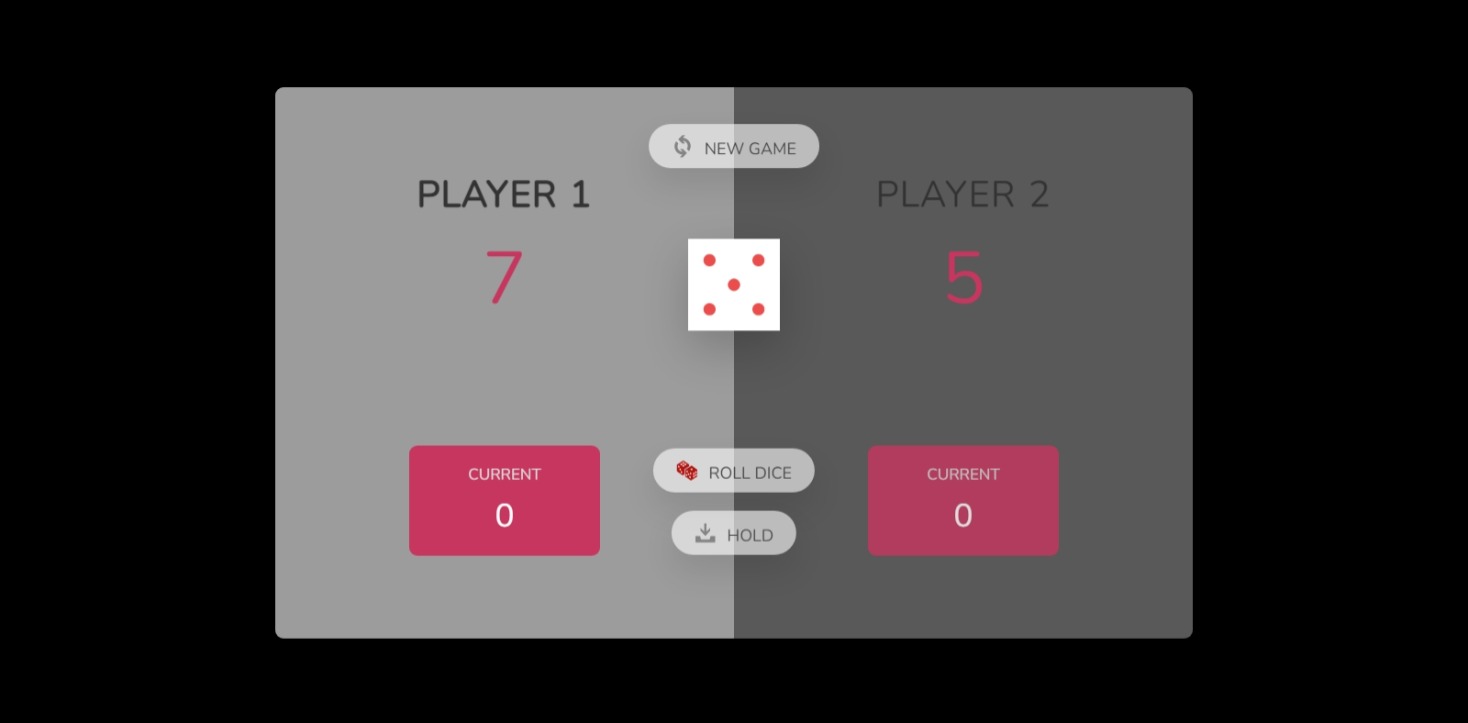 NEW GAME
PLAYER 1
7
PLAYER 2
5
CURRENT
0
ROLL DICE
HOLD
CURRENT
0